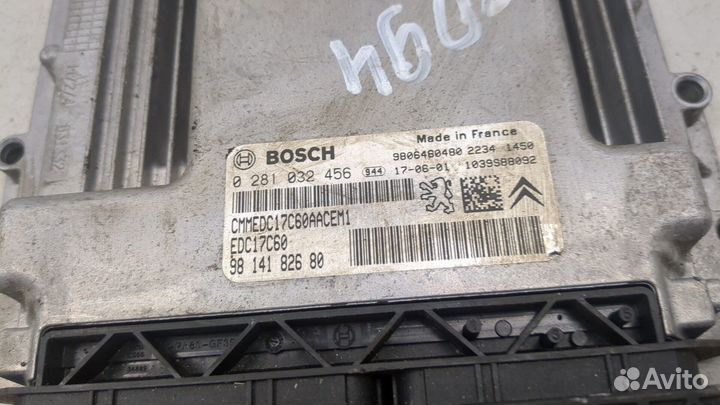 Made in France
BOSCH
9806480480 2234 1450
0 281 032 456 944 17-06-01 1039S88092
CMMEDC17C60AACEM1
EDC17C60
98 141 826 80
Avito